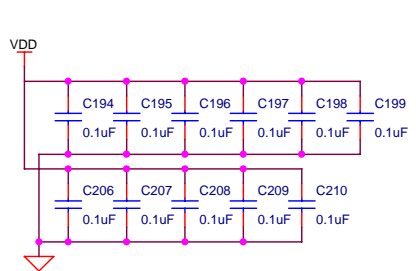 VDD
C194 C195 C196 C197 C198 C199
0.1uF 0.1uF 0.1uF 0.1uF 0.1uF 0.1uF
C206 C207 C208 C209 C210
0.1uF 0.1uF 0.1uF 0.1uF 0.1uF